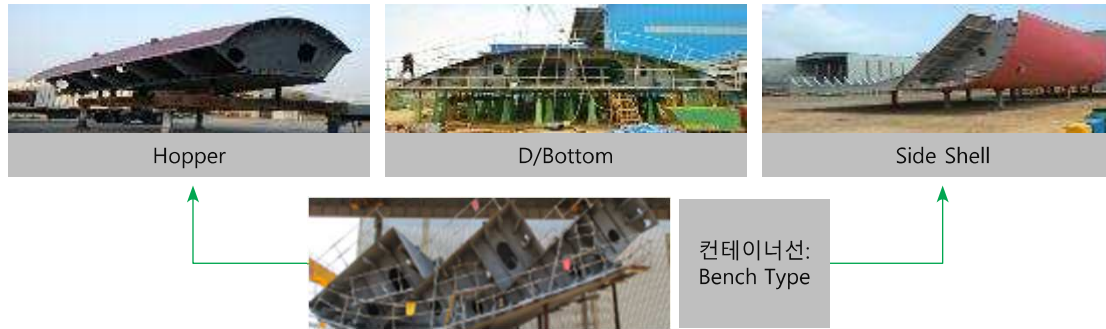 Hopper
D/Bottom
Side Shell
컨테이너선:
Bench Type